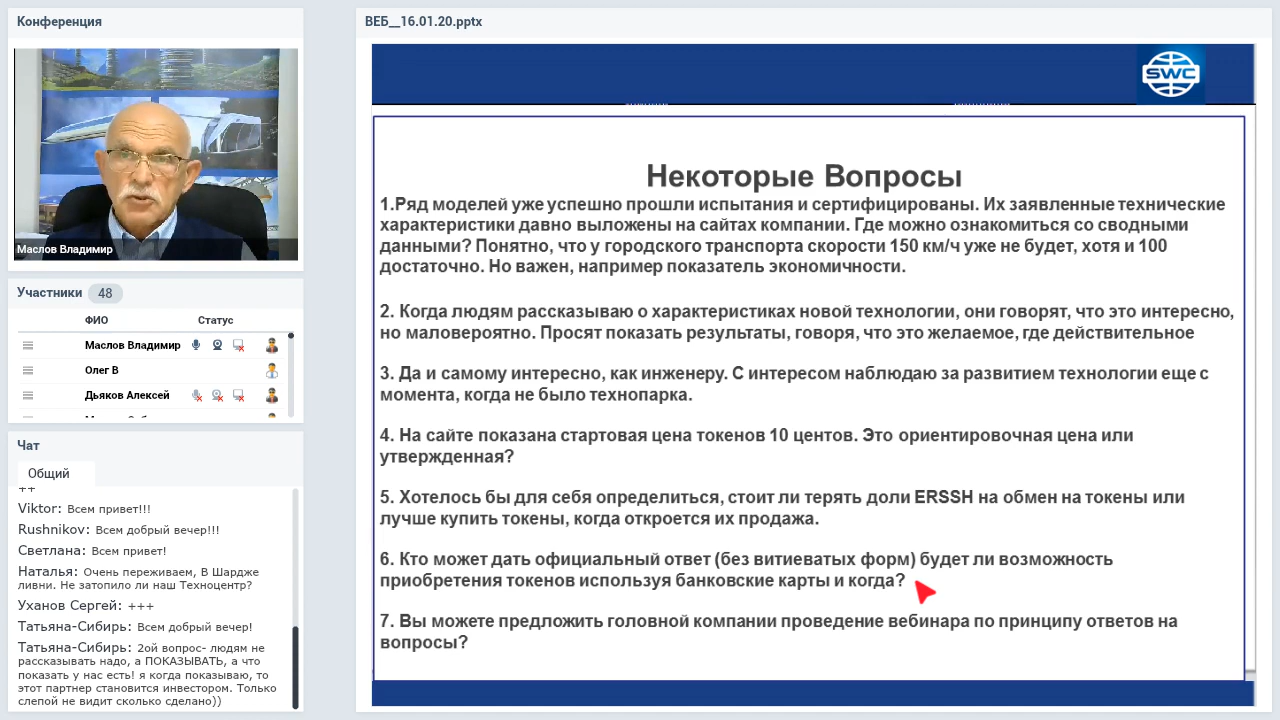 Конференция
Маслов Владимир
Участники 48
ФИО Статус
Маслов Владимир
Олег В
Дьяков Алексей
Чат
Общий
++
Viktor: Всем привет!!!
Rushnikov: Всем добрый вечер!!!
Светлана: Всем привет!
Наталья: Очень переживаем, В Шардже
ливни. Не затопило ли наш Техноцентр?
Уханов Сергей: +++
Татьяна-Сибирь: Всем добрый вечер!
Татьяна-Сибирь: 2ой вопрос- людям не
рассказывать надо, а ПОКАЗЫВАТЬ, а что
показать у нас есть! я когда показываю, то
этот партнер становится инвестором. Только
слепой не видит сколько сделано))
ВЕБ__16.01.20.pptx
SWC
Некоторые Вопросы
1.Ряд моделей уже успешно прошли испытания и сертифицированы. Их заявленные технические
характеристики давно выложены на сайтах компании. Где можно ознакомиться со сводными
данными? Понятно, что у городского транспорта скорости 150 км/ч уже не будет, хотя и 100
достаточно. Но важен, например показатель экономичности.
2. Когда людям рассказываю о характеристиках новой технологии, они говорят, что это интересно,
но маловероятно. Просят показать результаты, говоря, что это желаемое, где действительное
3. Да и самому интересно, как инженеру. С интересом наблюдаю за развитием технологии еще с
момента, когда не было технопарка.
4. На сайте показана стартовая цена токенов 10 центов. Это ориентировочная цена или
утвержденная?
5. Хотелось бы для себя определиться, стоит ли терять доли ERSSH на обмен на токены или
лучше купить токены, когда откроется их продажа.
6. Кто может дать официальный ответ (без витиеватых форм) будет ли возможность
приобретения токенов используя банковские карты и когда?
7. Вы можете предложить головной компании проведение вебинара по принципу ответов на
вопросы?